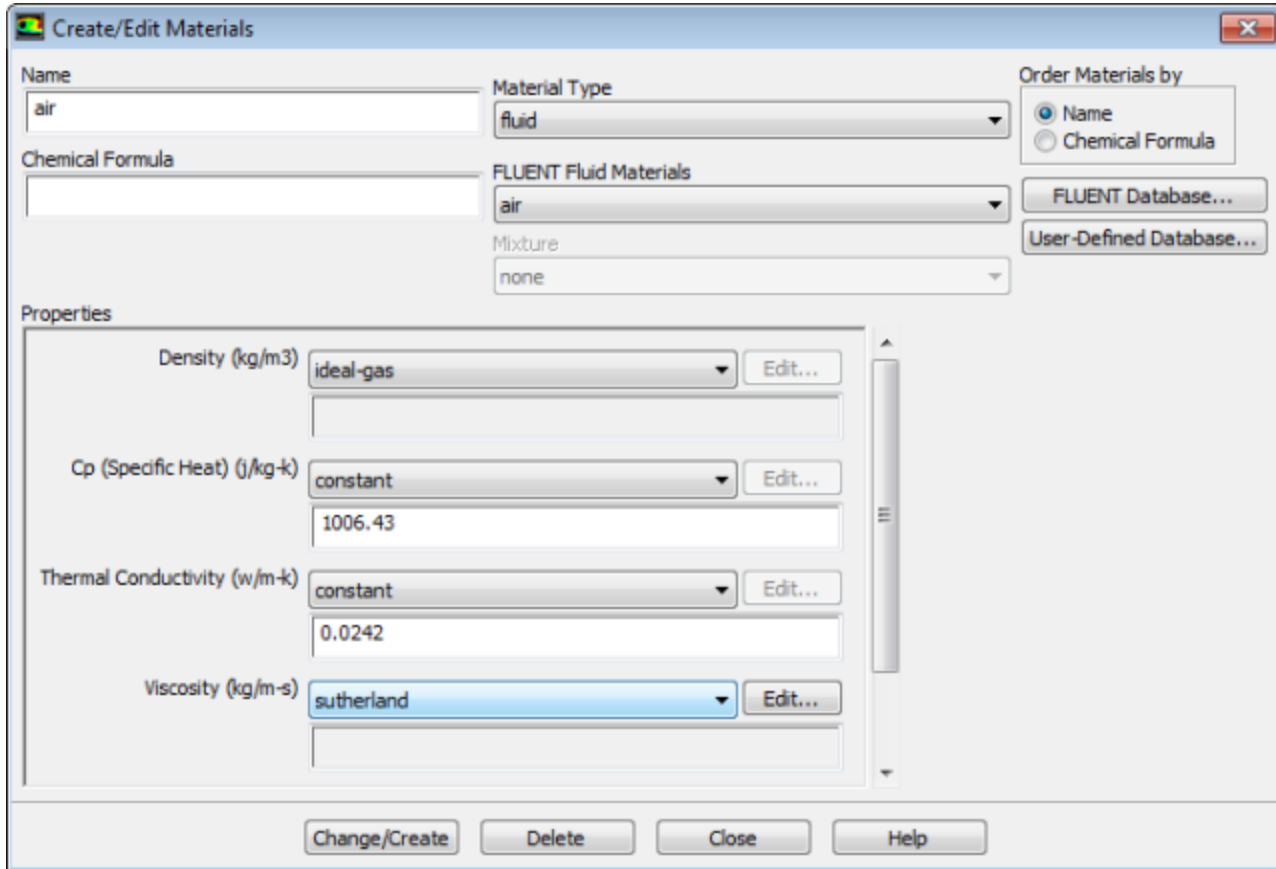 Create/Edit Materials
Name
air
Chemical Formula
Material Type
fluid
FLUENT Fluid Materials
air
Mixture
none
Order Materials by
Name
Chemical Formula
FLUENT Database...
User-Defined Database...
Properties
Density (kg/m3)
ideal-gas
Edit...
Cp (Specific Heat) (j/kg-k)
constant
Edit...
1006.43
Thermal Conductivity (w/m-k)
constant
Edit...
0.0242
Viscosity (kg/m-s)
sutherland
Edit...
Change/Create
Delete
Close
Help